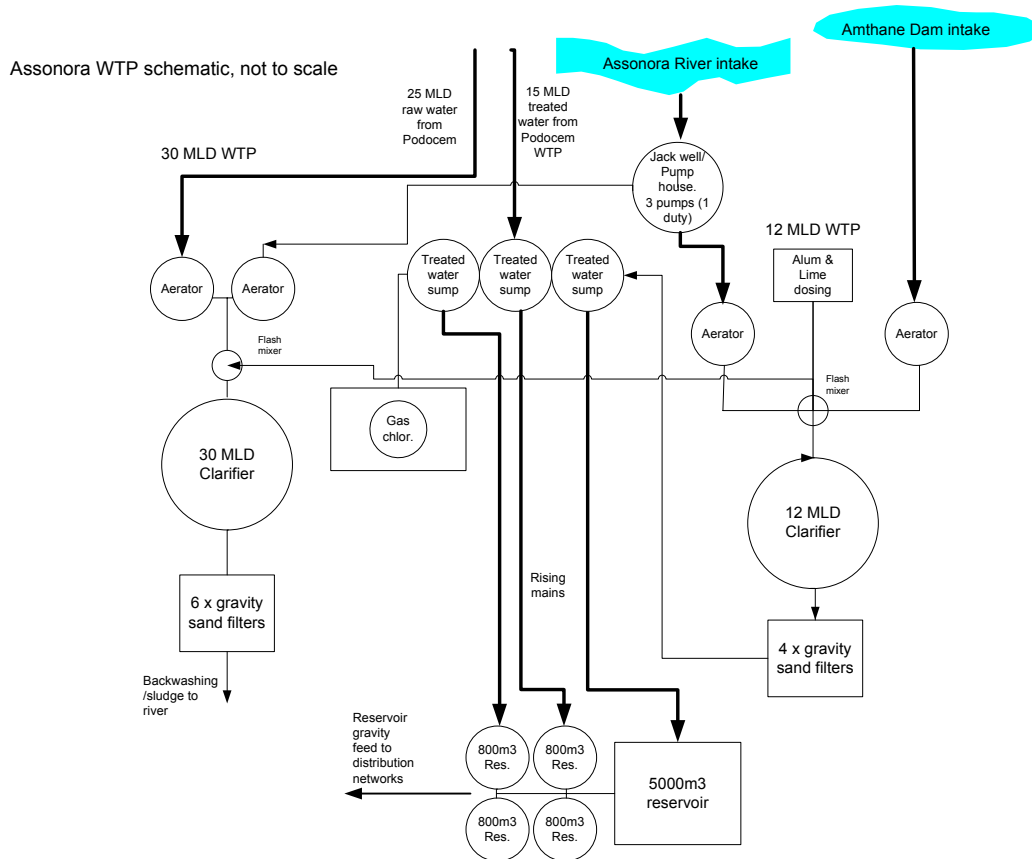 Amthane Dam intake
Assonora River intake
Assonora WTP schematic, not to scale
25 MLD
raw water
from
Podocem
15 MLD
treated
water from
Podocem
WTP
30 MLD WTP
Jack well/
Pump
house.
3 pumps (1
duty)
12 MLD WTP
Alum &
Lime
dosing
Aerator
Aerator
Treated
water
sump
Treated
water
sump
Treated
water
sump
Aerator
Aerator
Flash
mixer
Flash
mixer
Gas
chlor.
30 MLD
Clarifier
12 MLD
Clarifier
Rising
mains
6 x gravity
sand filters
4 x gravity
sand filters
Backwashing
/sludge to
river
Reservoir
gravity
feed to
distribution
networks
800m3
Res.
800m3
Res.
5000m3
reservoir
800m3
Res.
800m3
Res.